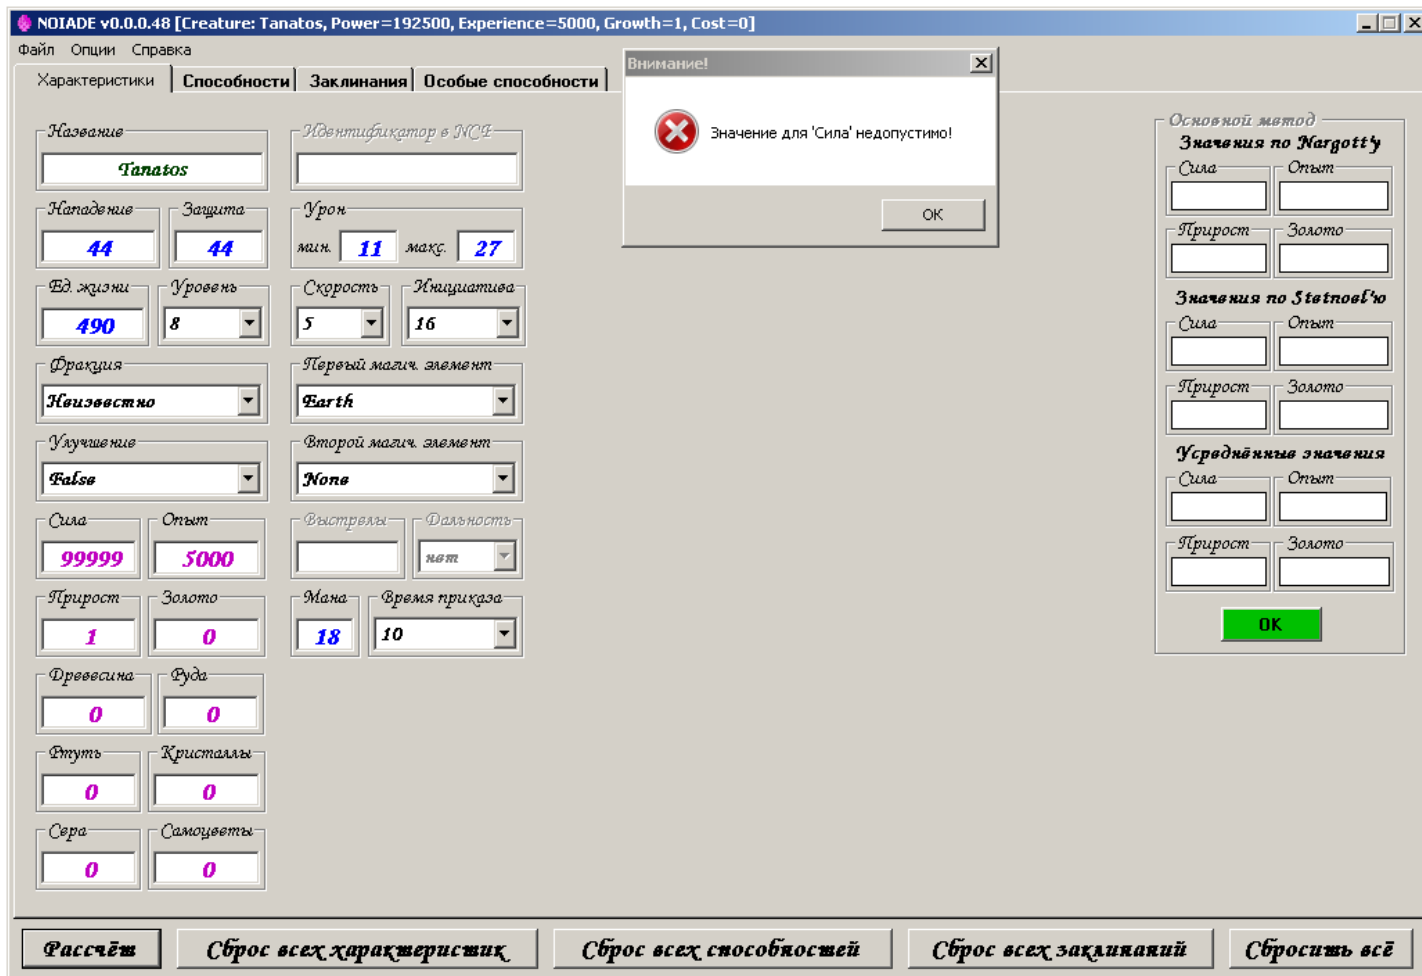 NOIADE v0.0.0.48 [Creature: Tanatos, Power=192500, Experience=5000, Growth=1, Cost=0]
Файл Опции Справка
Характеристики Способности Заклинания Особые способности
Внимание!
Значение для 'Сила' недопустимо!
OK
Название
Tanatos
Идентификатор в NCF
Нападение Защита
44 44
Урон
мин. 11 макс. 27
Ед. жизни Уровень
490 8
Скорость Инициатива
5 16
Фракция
Неизвестно
Первый магич. элемент
Earth
Улучшение
False
Второй магич. элемент
None
Сила Опыт
99999 5000
Выстрелы Дальность
нет
Прирост Золото
1 0
Мана Время приказа
18 10
Древесина Руда
0 0
Ртуть Кристаллы
0 0
Сера Самоцветы
0 0
Основной метод
Значения по Nargott'у
Сила Опыт
Прирост Золото
Значения по Stetnoel'ю
Сила Опыт
Прирост Золото
Усреднённые значения
Сила Опыт
Прирост Золото
OK
Рассчёт Сброс всех характеристик Сброс всех способностей Сброс всех заклинаний Сбросить всё